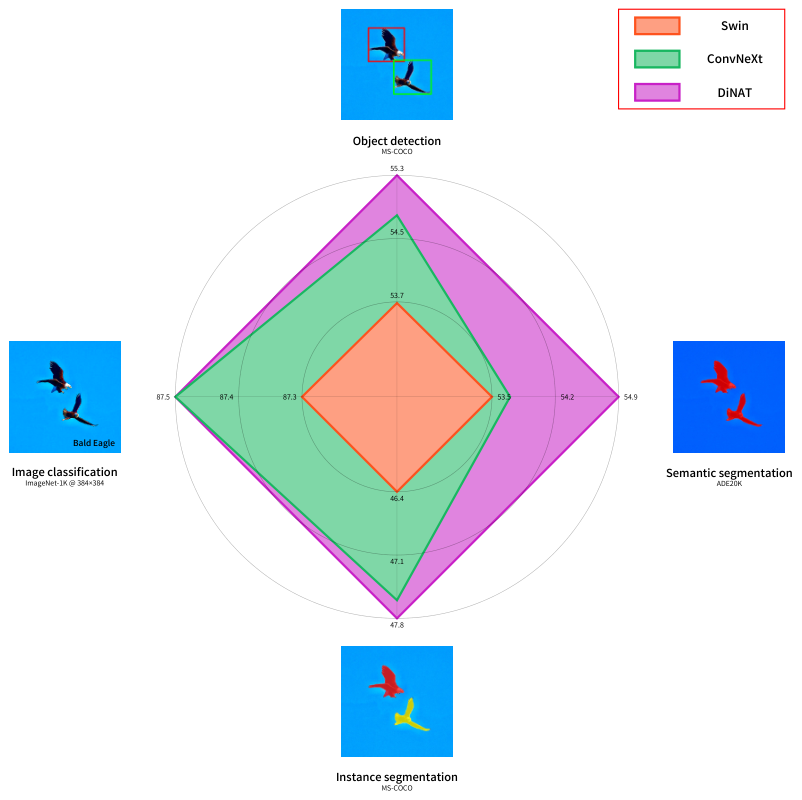 Swin
ConvNeXt
DiNAT
Object detection
MS-COCO
55.3
54.5
53.7
87.5 87.4 87.3 53.5 54.2 54.9
Bald Eagle
Image classification
ImageNet-1K @ 384×384
Semantic segmentation
ADE20K
46.4
47.1
47.8
Instance segmentation
MS-COCO